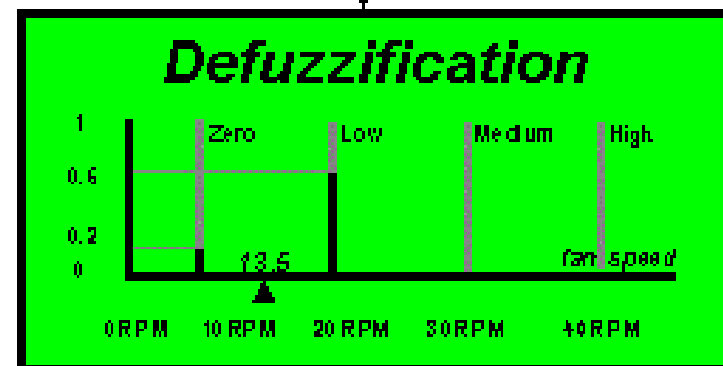 Defuzzification
1 Zero Low Medium High
0.6
0.2
0 13.5 fan speed
0 RPM 10 RPM 20 RPM 30 RPM 40 RPM